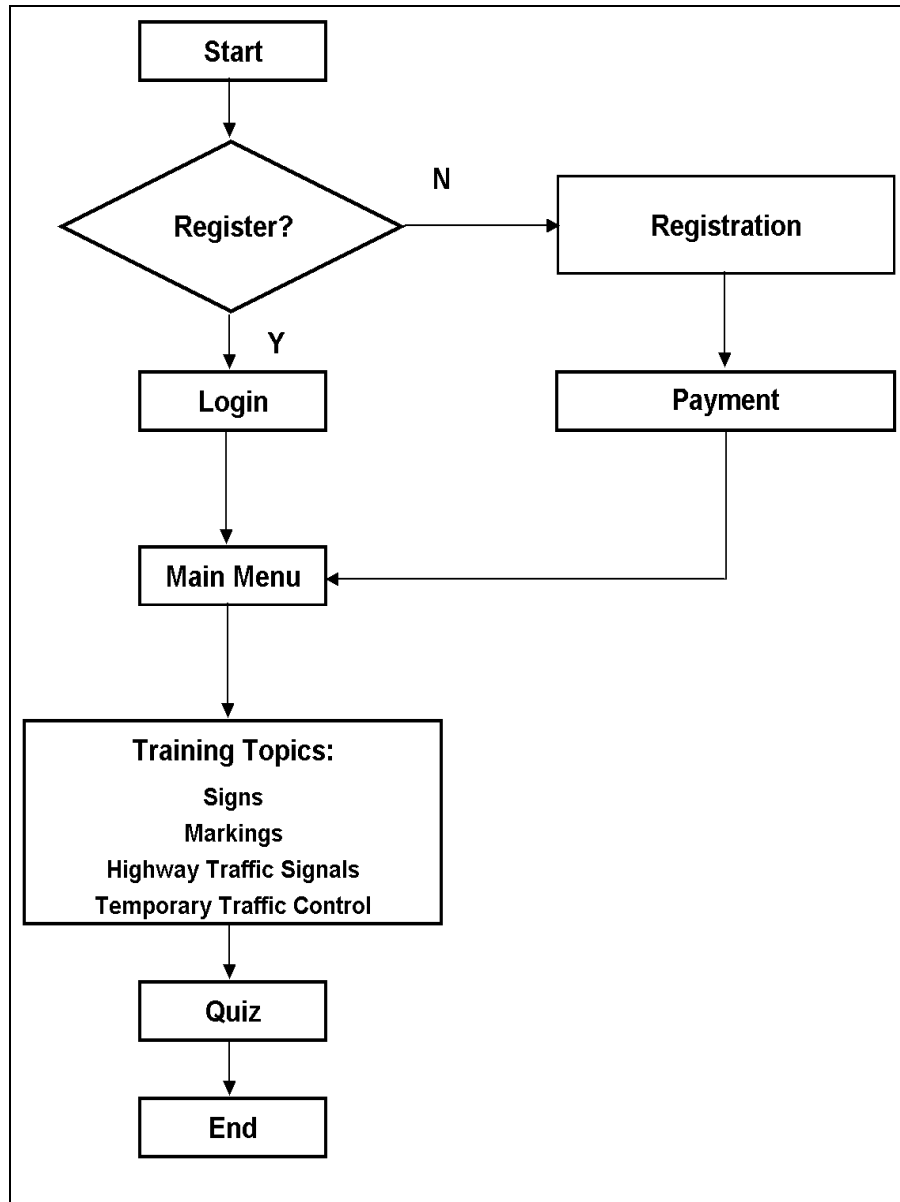 Start
Register?
N
Registration
Y
Login
Payment
Main Menu
Training Topics:
Signs
Markings
Highway Traffic Signals
Temporary Traffic Control
Quiz
End